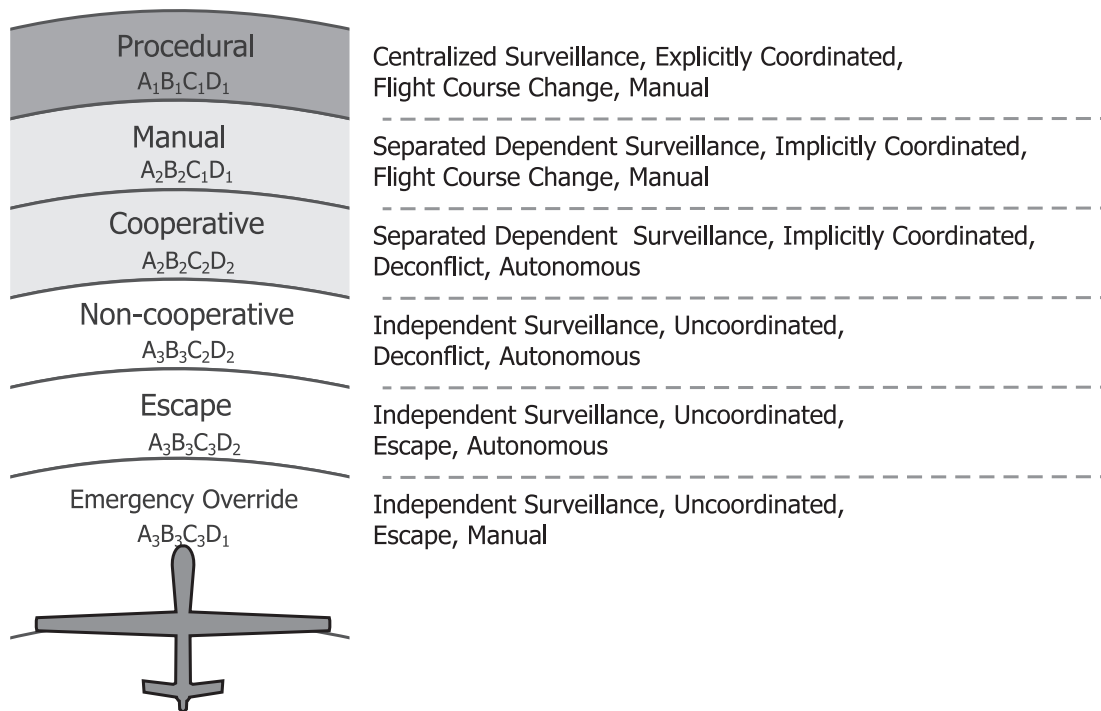 Procedural
A₁B₁C₁D₁
Centralized Surveillance, Explicitly Coordinated,
Flight Course Change, Manual
Manual
A₂B₂C₁D₁
Separated Dependent Surveillance, Implicitly Coordinated,
Flight Course Change, Manual
Cooperative
A₂B₂C₂D₂
Separated Dependent Surveillance, Implicitly Coordinated,
Deconflict, Autonomous
Non-cooperative
A₃B₃C₂D₂
Independent Surveillance, Uncoordinated,
Deconflict, Autonomous
Escape
A₃B₃C₃D₂
Independent Surveillance, Uncoordinated,
Escape, Autonomous
Emergency Override
A₃B₃C₃D₁
Independent Surveillance, Uncoordinated,
Escape, Manual